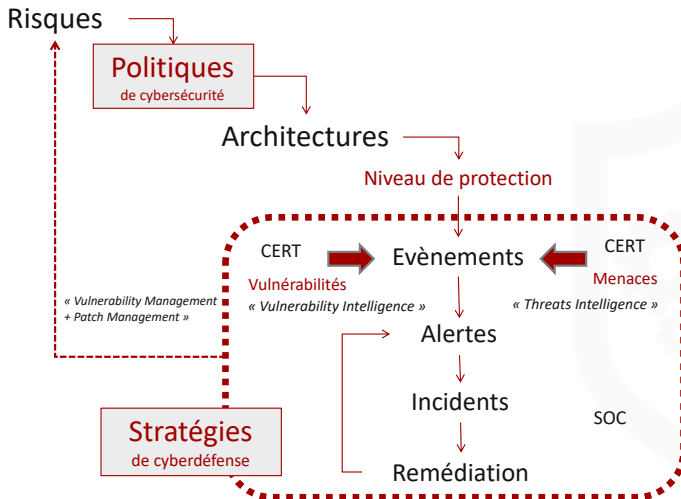 Risques
Politiques
de cybersécurité
Architectures
Niveau de protection
CERT
Evènements
CERT
Vulnérabilités
Menaces
« Vulnerability Management
+ Patch Management »
« Vulnerability Intelligence »
« Threats Intelligence »
Alertes
Incidents
SOC
Stratégies
de cyberdéfense
Remédiation